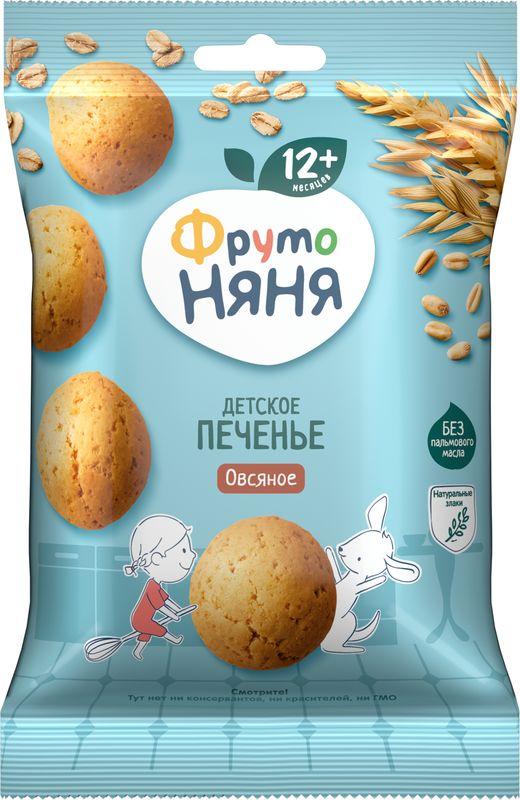 12+
месяцев
Фруто
НЯНЯ
ДЕТСКОЕ
ПЕЧЕНЬЕ
Овсяное
БЕЗ
пальмового
масла
Натуральные
злаки
Смотрите!
Тут нет ни консервантов, ни красителей, ни ГМО